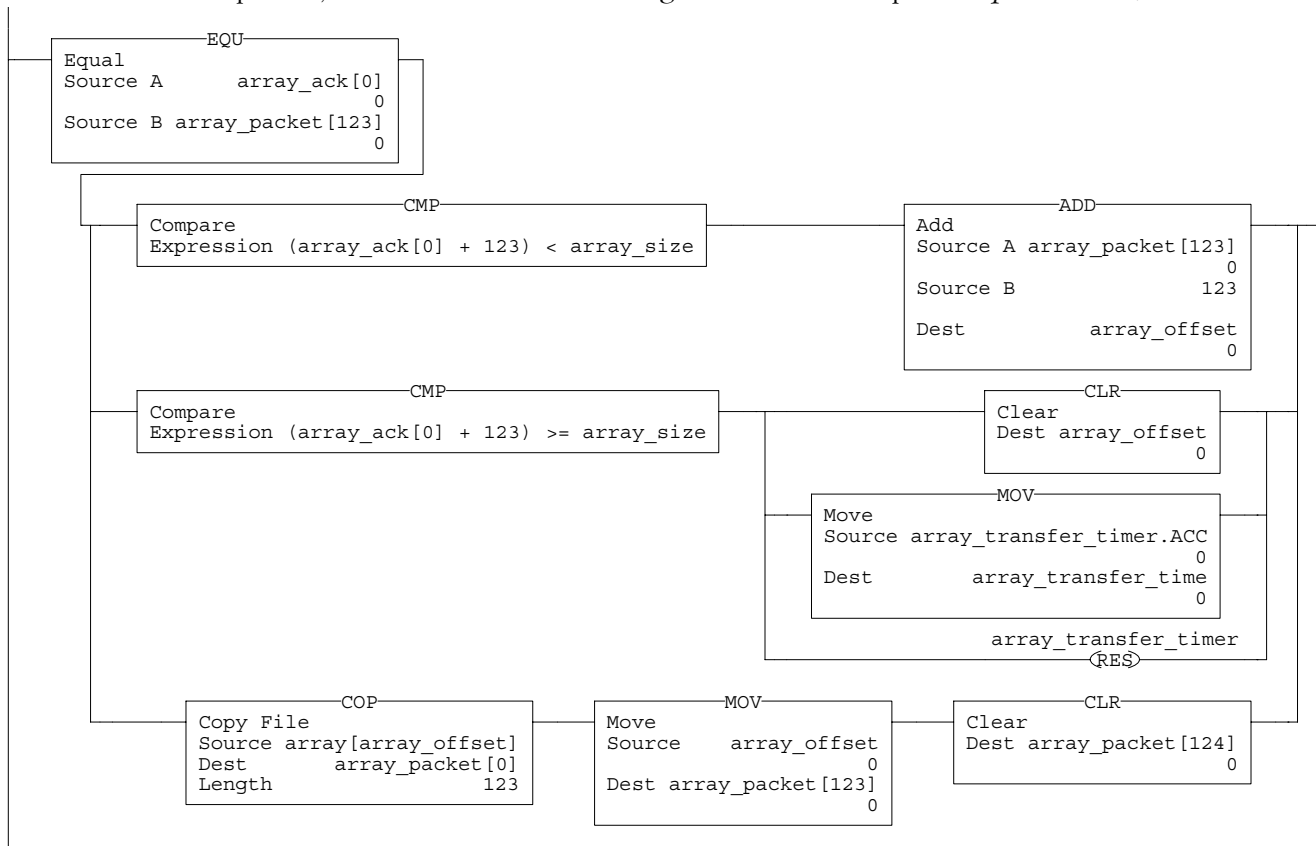 EQU
Equal
Source A array_ack[0]
0
Source B array_packet[123]
0
CMP
Compare
Expression (array_ack[0] + 123) < array_size
ADD
Add
Source A array_packet[123]
0
Source B 123
Dest array_offset
0
CMP
Compare
Expression (array_ack[0] + 123) >= array_size
CLR
Clear
Dest array_offset
0
MOV
Move
Source array_transfer_timer.ACC
0
Dest array_transfer_time
0
array_transfer_timer
RES
COP
Copy File
Source array[array_offset]
Dest array_packet[0]
Length 123
MOV
Move
Source array_offset
0
Dest array_packet[123]
0
CLR
Clear
Dest array_packet[124]
0